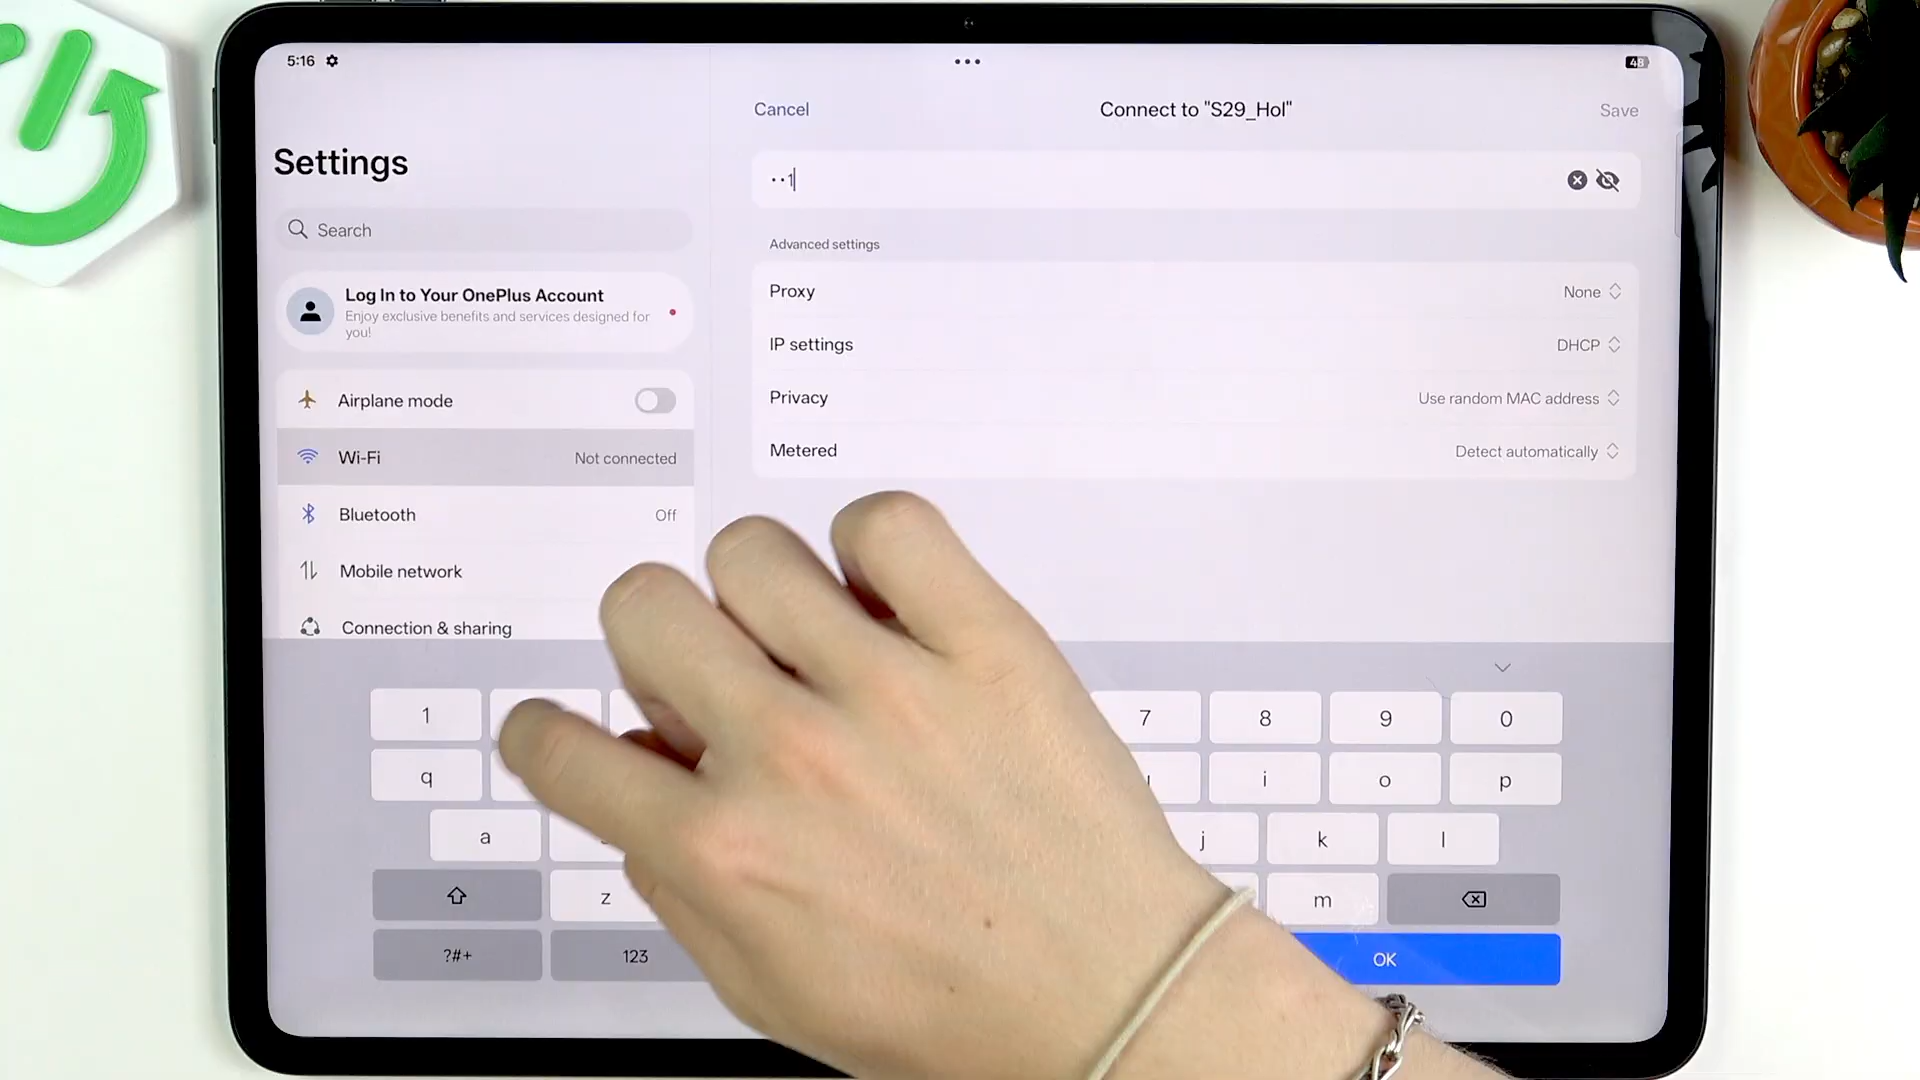 5:16
48
Cancel
Connect to "S29_Hol"
Save
Settings
··1
Search
Advanced settings
Log In to Your OnePlus Account
Enjoy exclusive benefits and services designed for
you!
Proxy
None
IP settings
DHCP
Privacy
Use random MAC address
Metered
Detect automatically
Airplane mode
Wi-Fi
Not connected
Bluetooth
Off
Mobile network
Connection & sharing
1
7
8
9
0
q
i
o
p
a
j
k
l
z
m
?#+
123
OK